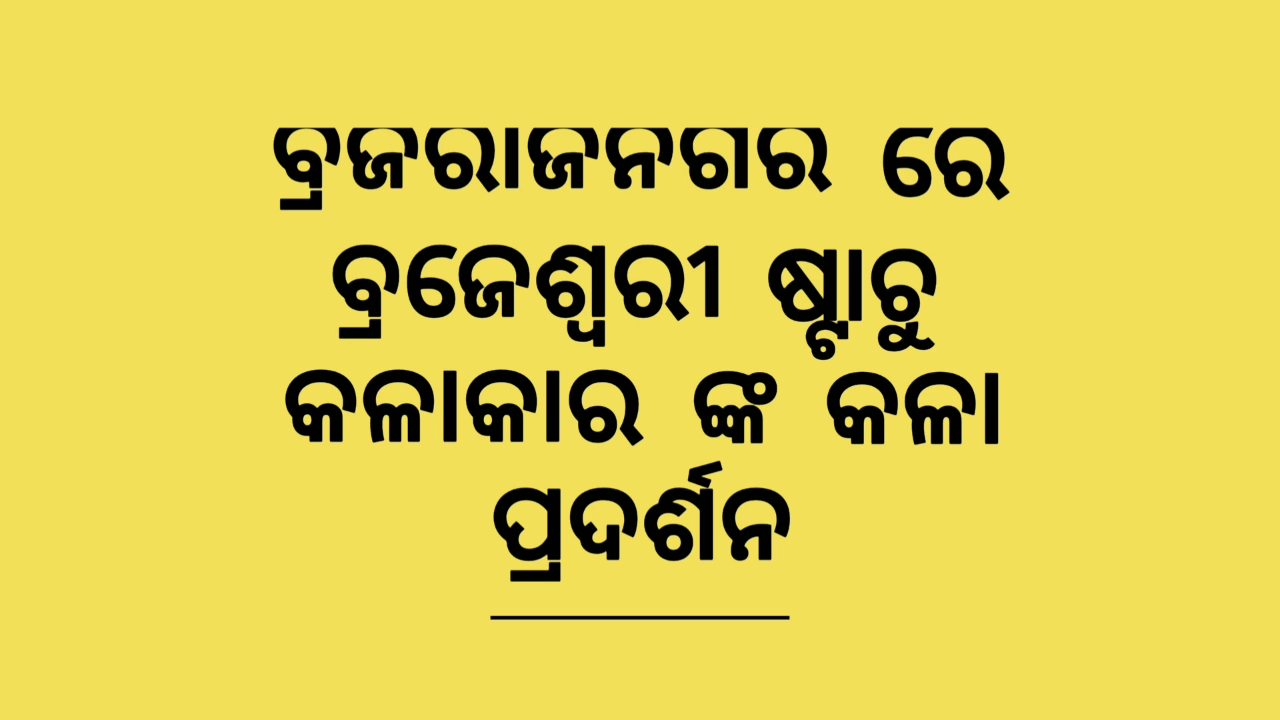 ବ୍ରଜରାଜନଗର ରେ
ବ୍ରଜେଶ୍ୱରୀ ଷ୍ଟାଚୁ
କଳାକାର ଙ୍କ କଳା
ପ୍ରଦର୍ଶନ